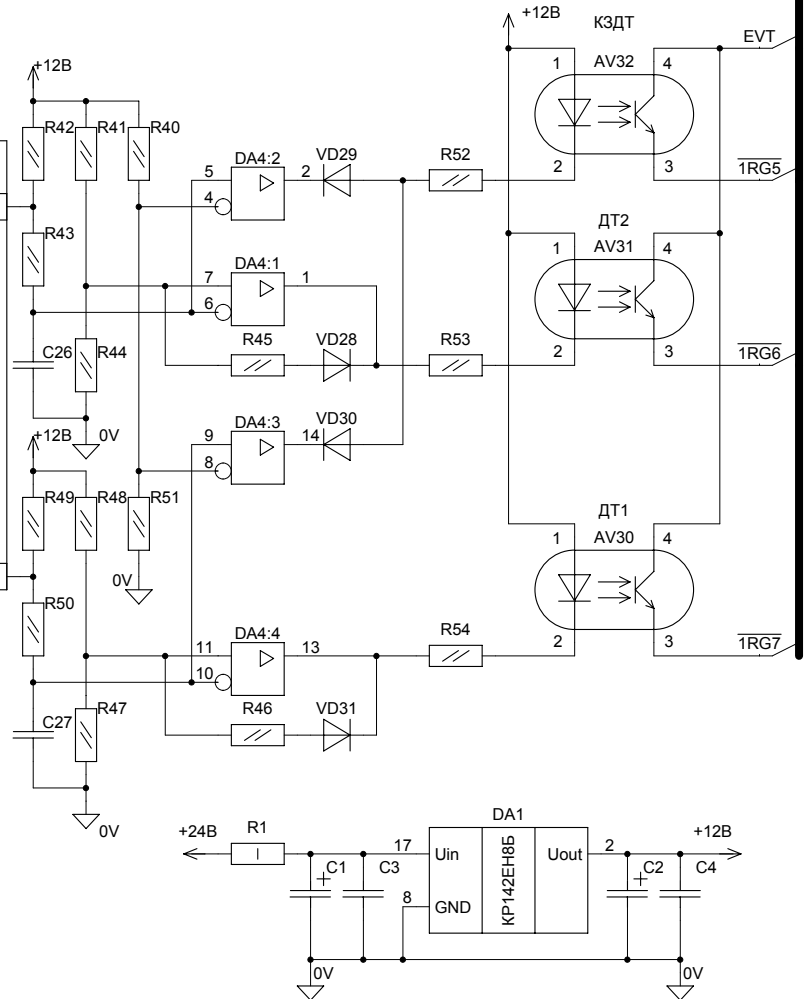 +12В
КЗДТ
EVT
AV32
1
4
2
3
1RG5
+12В
R42
R41
R40
DA4:2
VD29
R52
5
2
4
R43
DA4:1
7
1
6
ДТ2
AV31
1
4
2
3
1RG6
C26
R44
R45
VD28
R53
+12В
0V
DA4:3
VD30
9
14
8
R49
R48
R51
0V
ДТ1
AV30
1
4
2
3
1RG7
R50
DA4:4
11
13
10
R54
C27
R47
R46
VD31
0V
+24В
R1
DA1
+12В
17
Uin
КР142ЕН8Б
Uout
2
C1
C3
C2
C4
+
+
8
GND
0V
0V